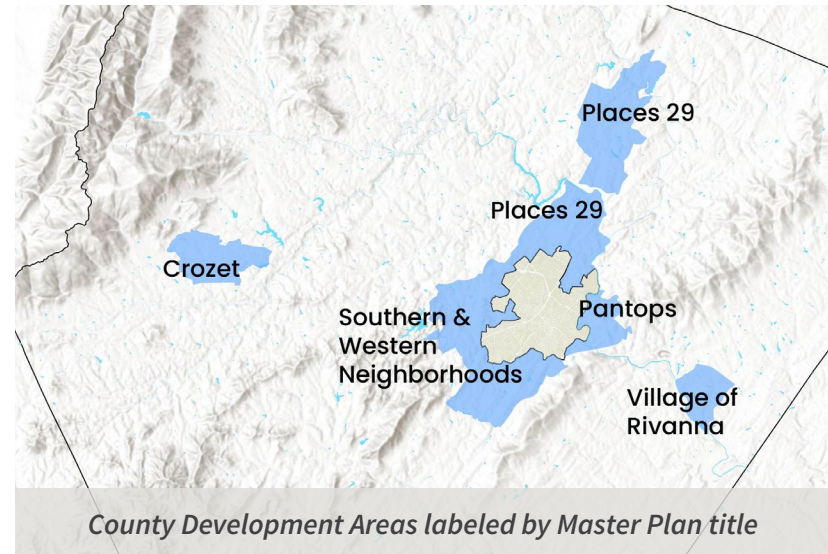 Places 29
Places 29
Crozet
Southern &
Western
Neighborhoods
Pantops
Village of
Rivanna
County Development Areas labeled by Master Plan title